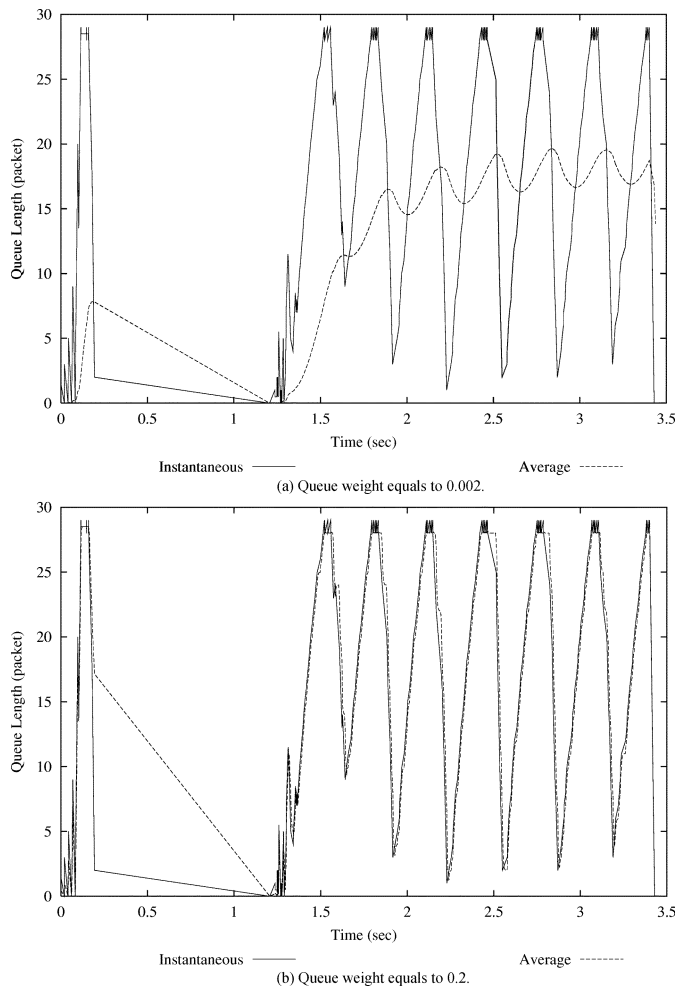 30
25
20
15
10
5
0
Queue Length (packet)
0 0.5 1 1.5 2 2.5 3 3.5
Time (sec)
Instantaneous Average
(a) Queue weight equals to 0.002.
30
25
20
15
10
5
0
Queue Length (packet)
0 0.5 1 1.5 2 2.5 3 3.5
Time (sec)
Instantaneous Average
(b) Queue weight equals to 0.2.